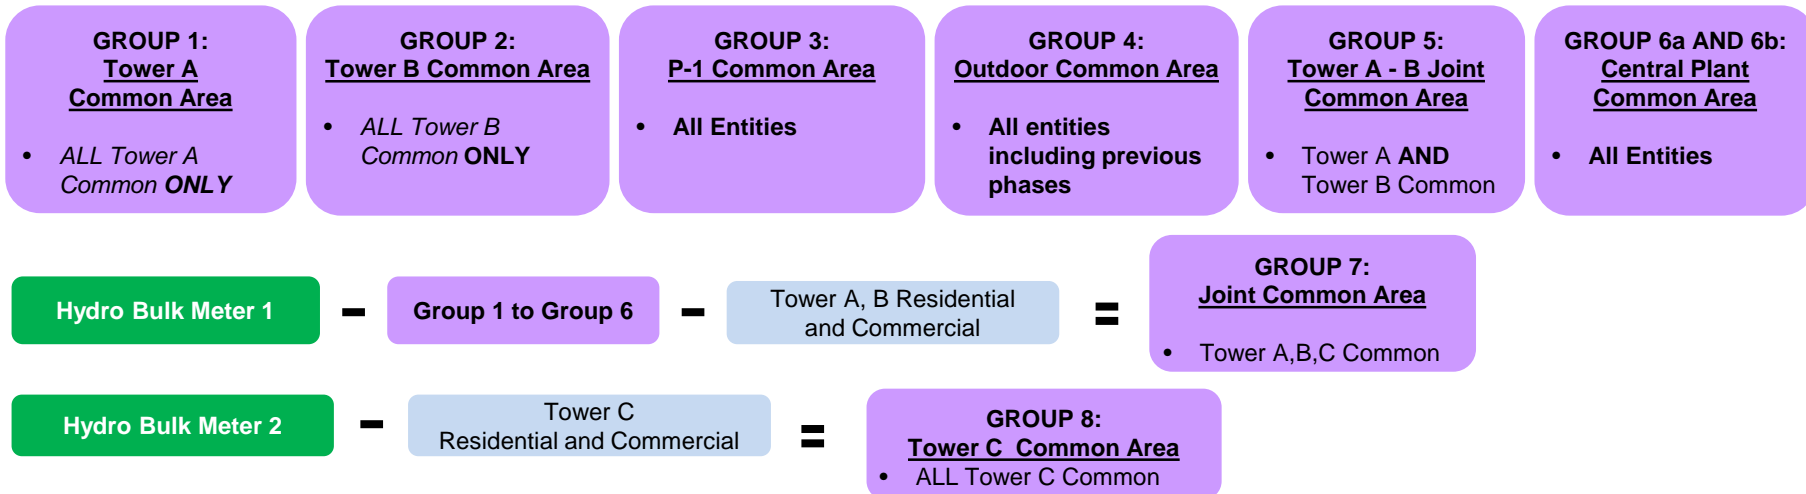 GROUP 1:
Tower A
Common Area
• ALL Tower A
Common ONLY
GROUP 2:
Tower B Common Area
• ALL Tower B
Common ONLY
GROUP 3:
P-1 Common Area
• All Entities
GROUP 4:
Outdoor Common Area
• All entities
including previous
phases
GROUP 5:
Tower A - B Joint
Common Area
• Tower A AND
Tower B Common
GROUP 6a AND 6b:
Central Plant
Common Area
• All Entities
Hydro Bulk Meter 1
-
Group 1 to Group 6
-
Tower A, B Residential
and Commercial
=
GROUP 7:
Joint Common Area
• Tower A,B,C Common
Hydro Bulk Meter 2
-
Tower C
Residential and Commercial
=
GROUP 8:
Tower C  Common Area
• ALL Tower C Common